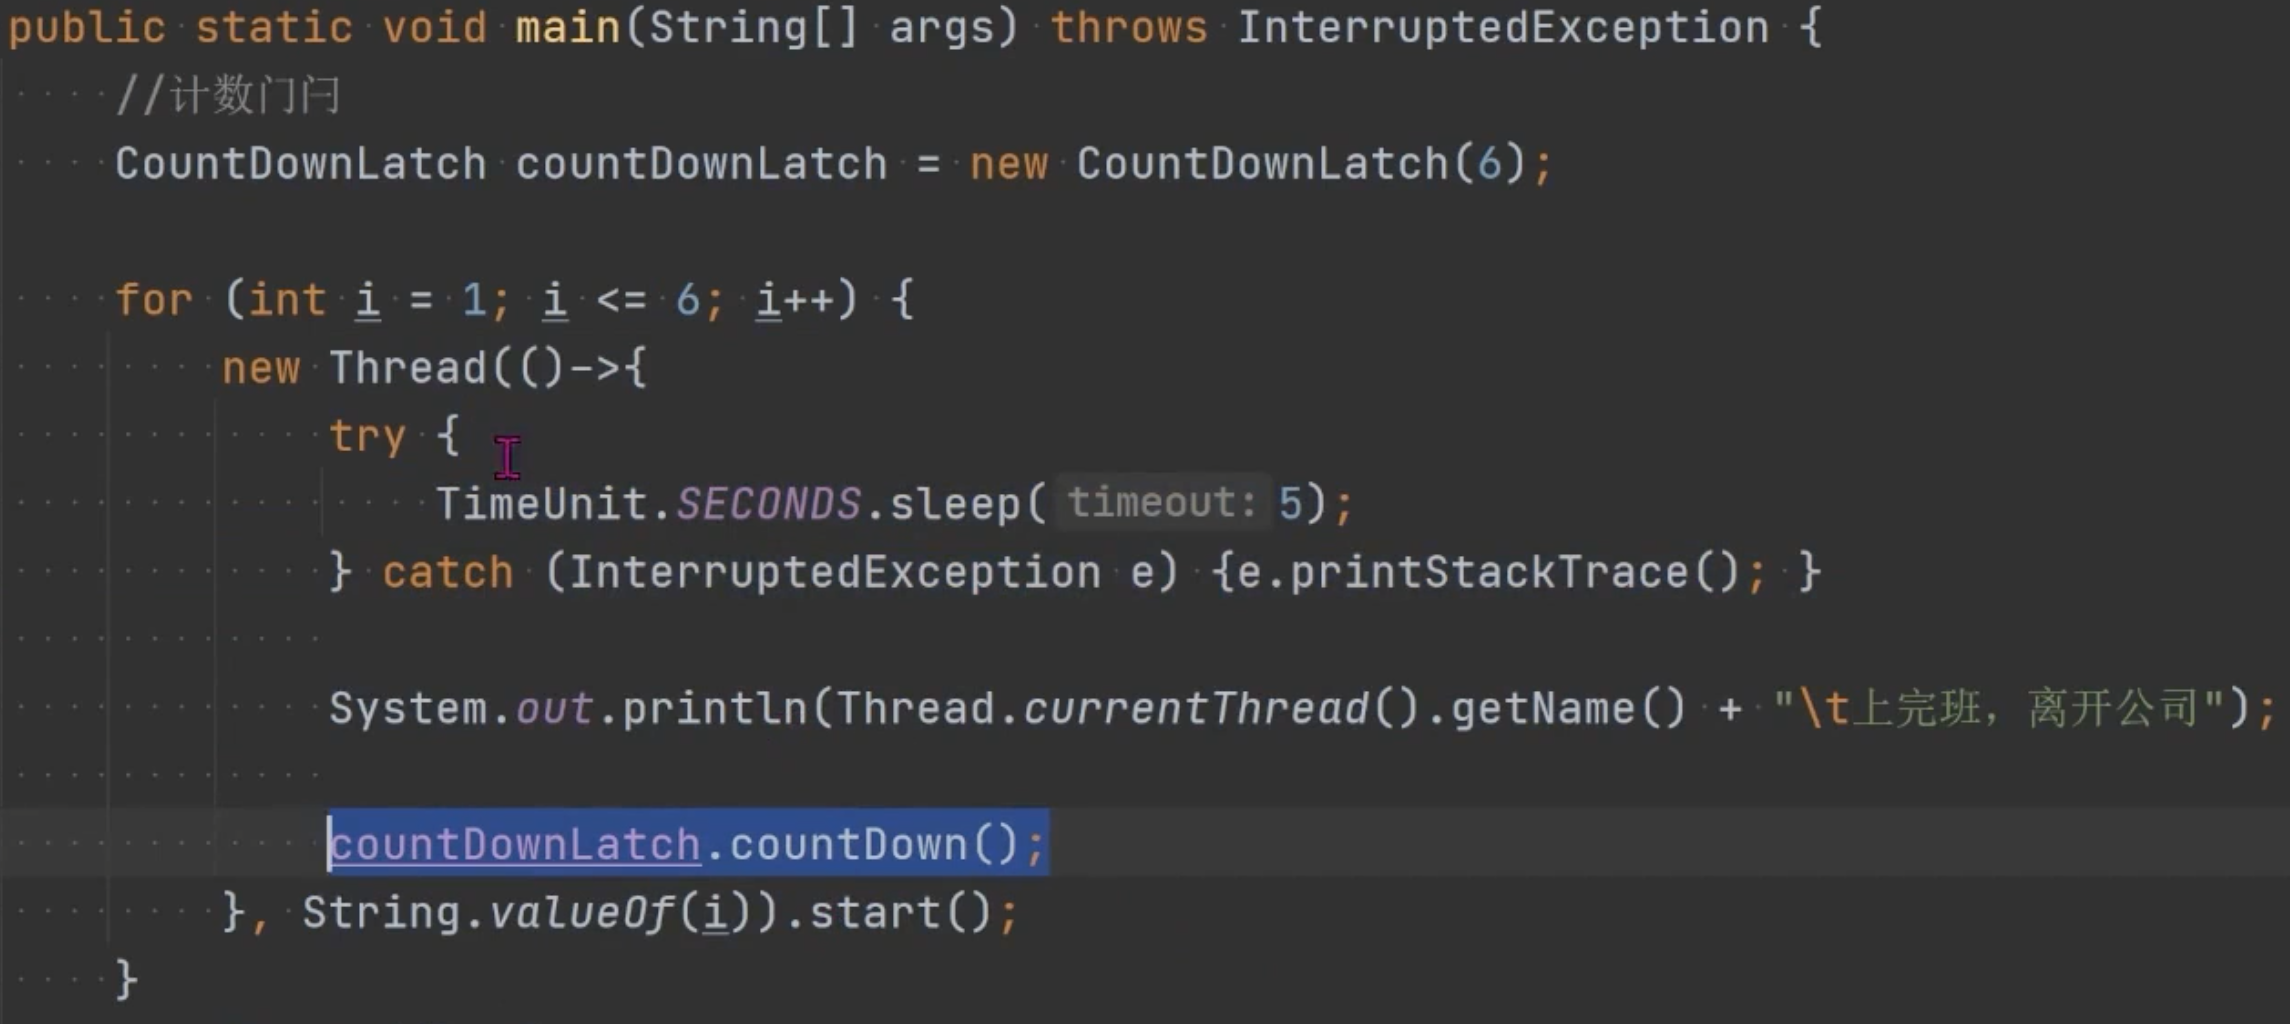 public static void main(String[] args) throws InterruptedException {
//计数门闩
CountDownLatch countDownLatch = new CountDownLatch(6);
for (int i = 1; i <= 6; i++) {
new Thread(()->{
try {
TimeUnit.SECONDS.sleep( timeout: 5);
} catch (InterruptedException e) {e.printStackTrace(); }
System.out.println(Thread.currentThread().getName() + "\t上完班，离开公司");
countDownLatch.countDown();
}, String.valueOf(i)).start();
}